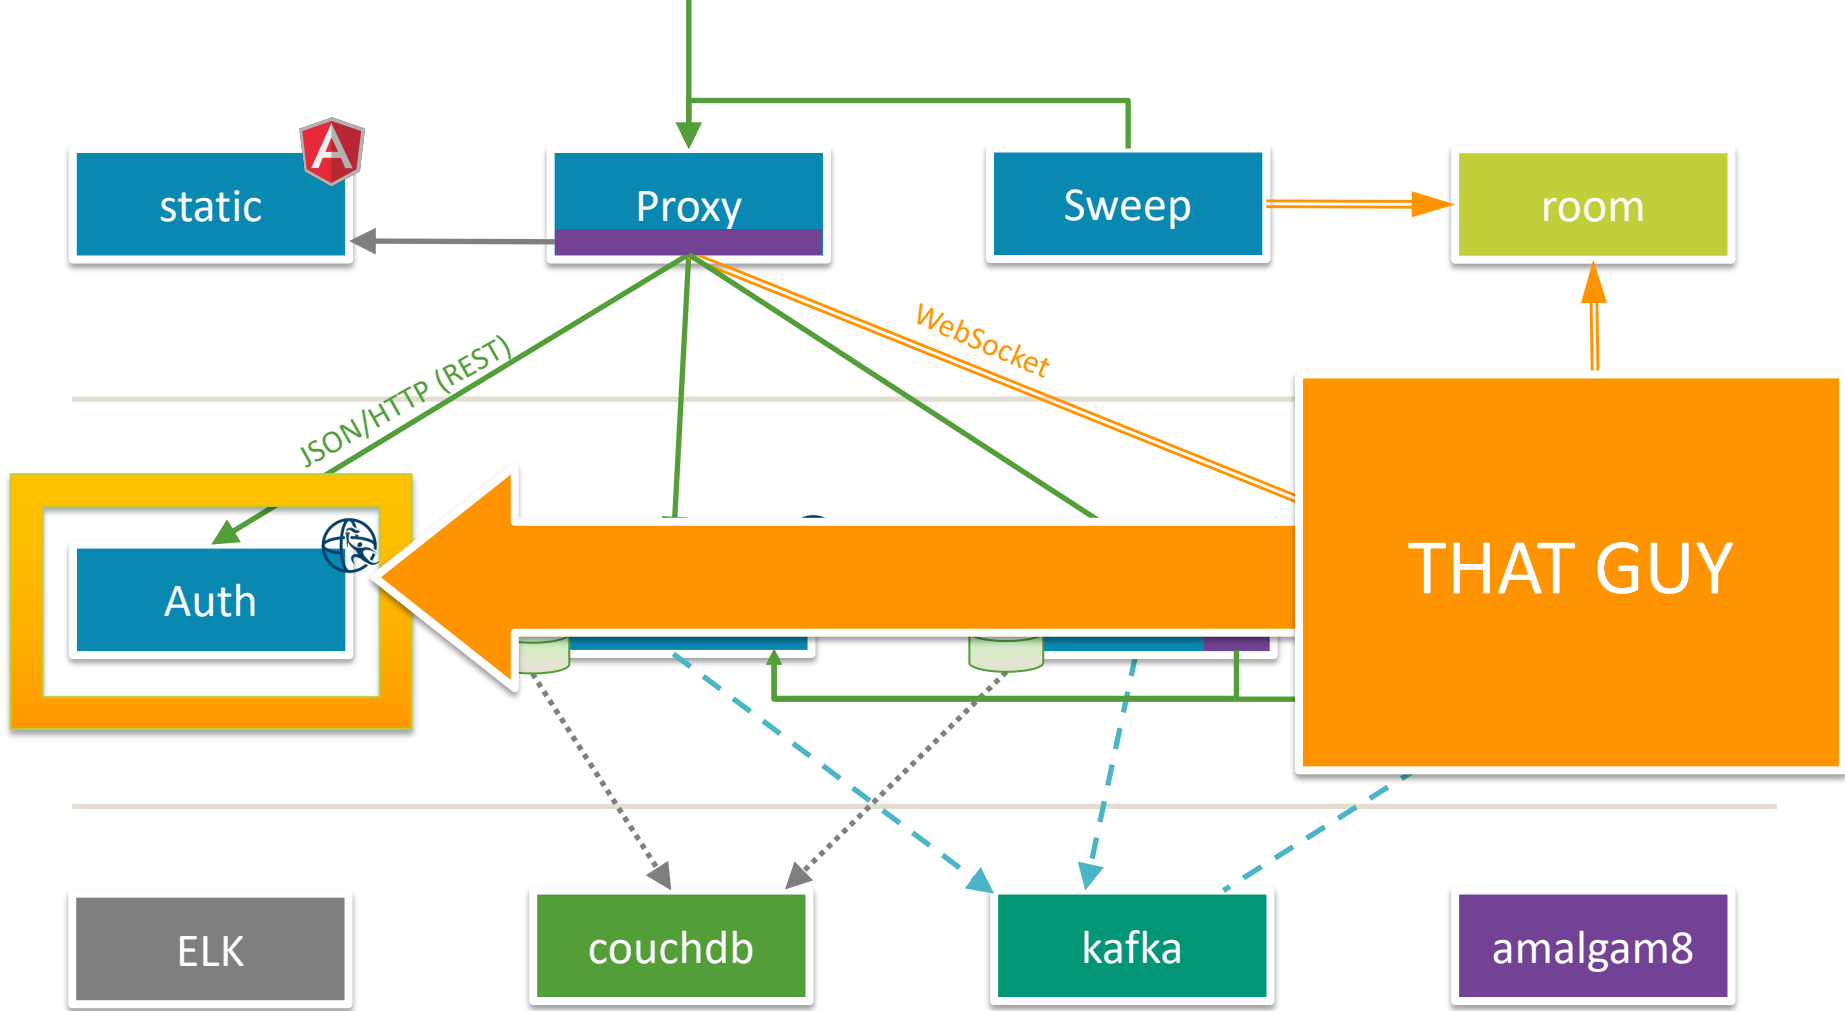 static
A
Proxy
Sweep
room
WebSocket
JSON/HTTP (REST)
Auth
THAT GUY
ELK
couchdb
kafka
amalgam8